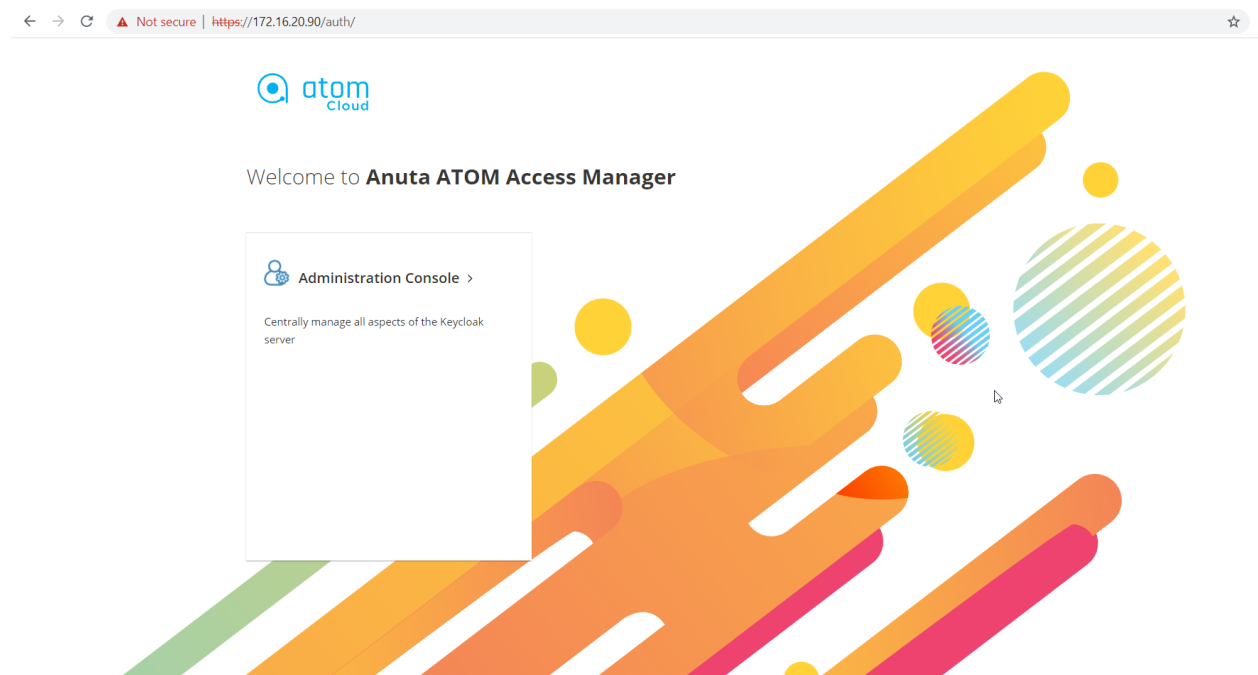 Not secure | https://172.16.20.90/auth/
atom
Cloud
Welcome to Anuta ATOM Access Manager
Administration Console >
Centrally manage all aspects of the Keycloak
server